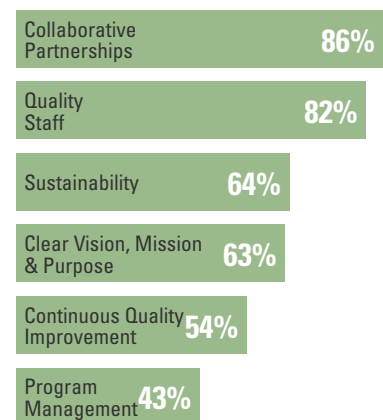 Collaborative
Partnerships
86%
Quality
Staff
82%
Sustainability
64%
Clear Vision, Mission
& Purpose
63%
Continuous Quality
Improvement
54%
Program
Management
43%